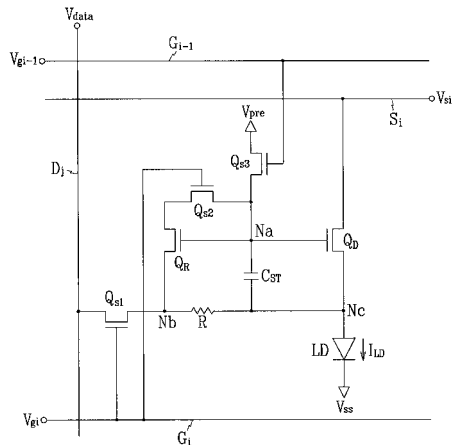 Vdata
Vgi-1
Gi-1
Vsi
Si
Vpre
Qs3
Dj
Qs2
Na
QD
QR
CST
Qs1
Nb
R
Nc
LD
ILD
Vss
Vgi
Gi